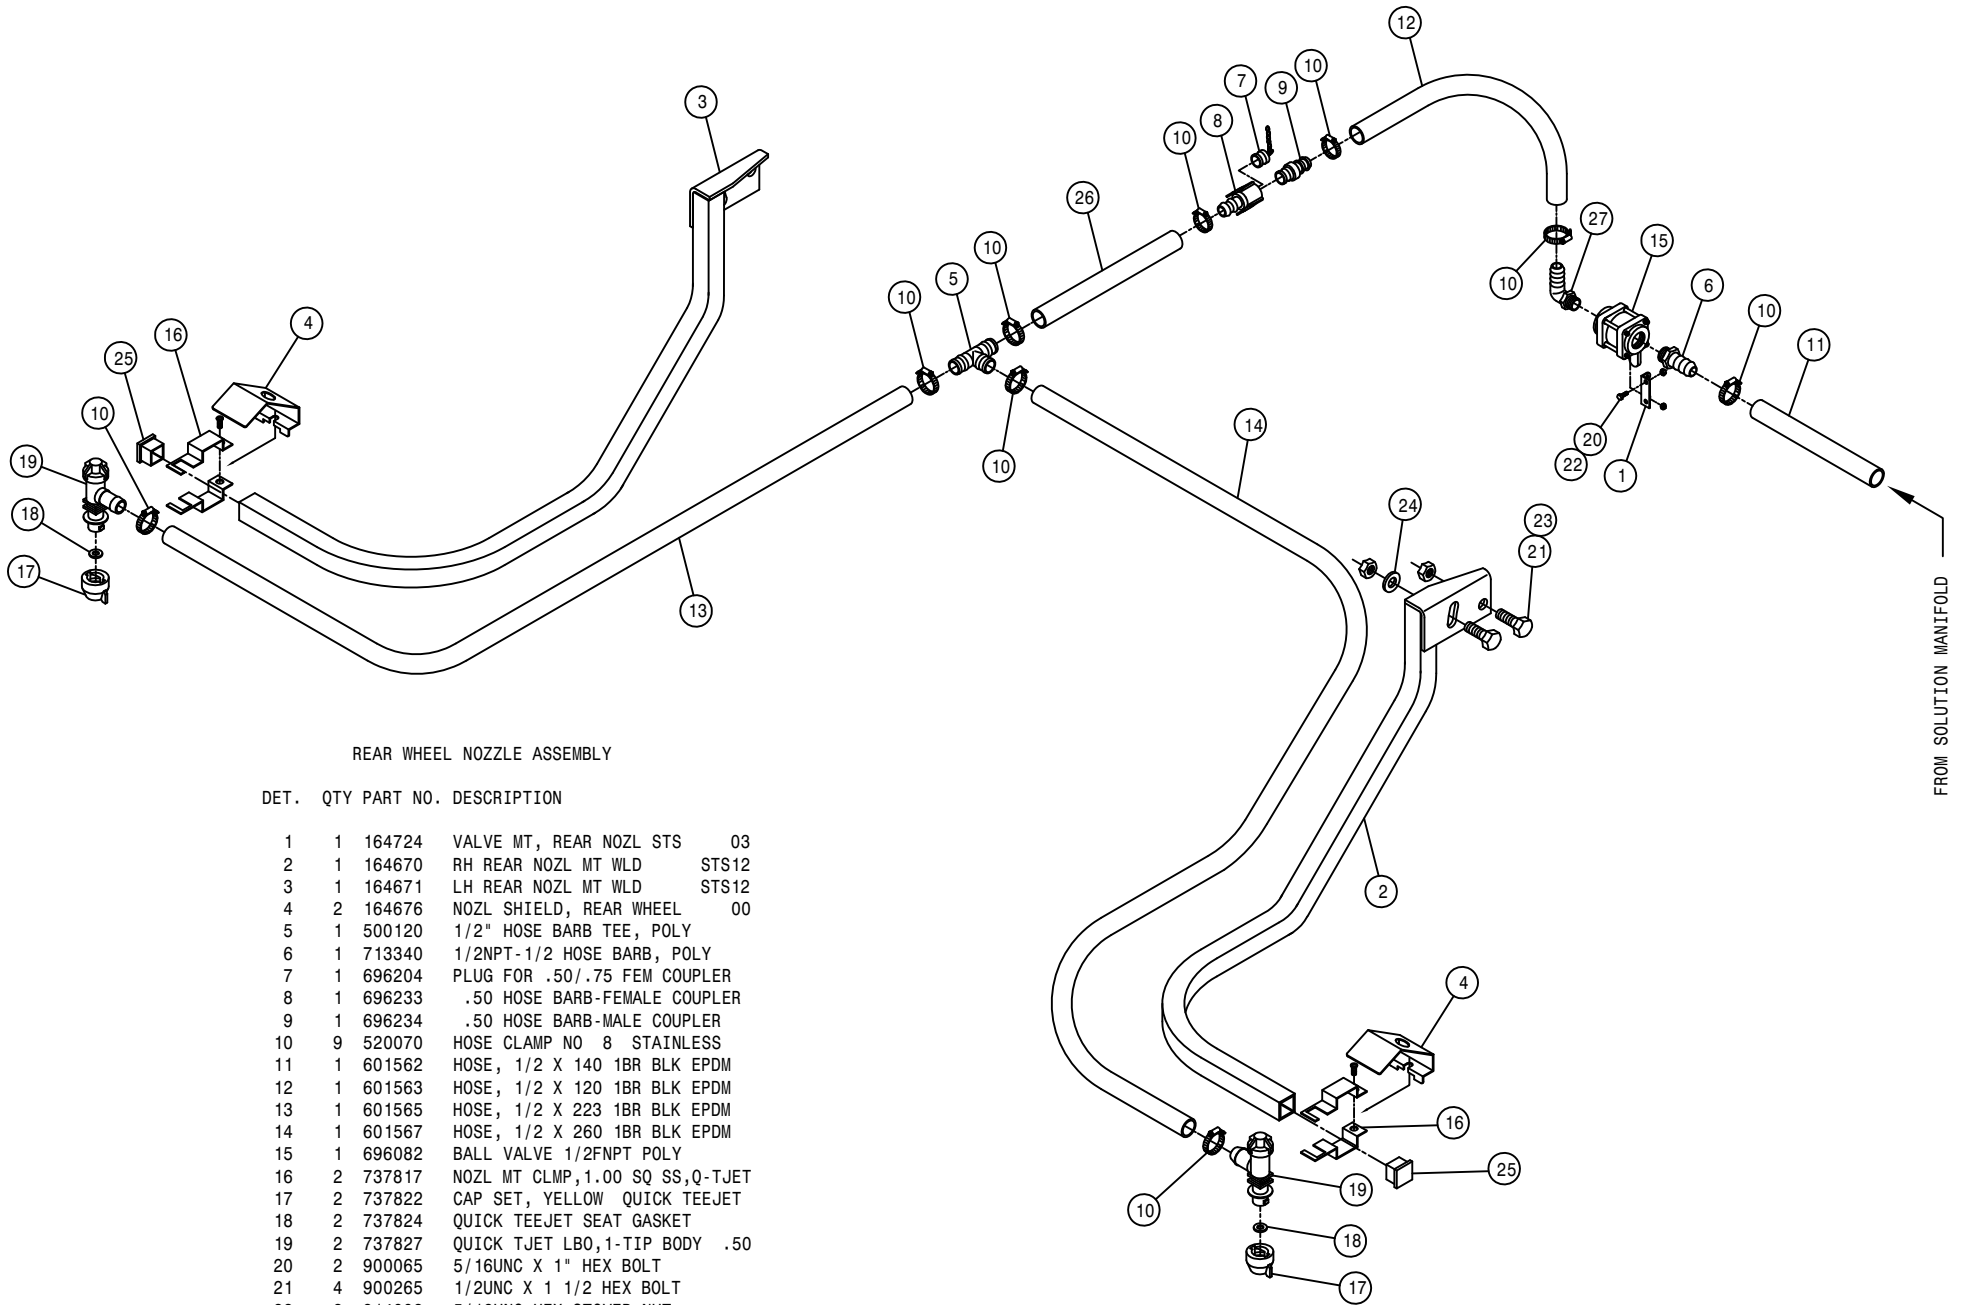 12
10
7
9
3
8
10
26
27
15
10
5
10
6
10
10
4
16
11
25
10
14
10
20
19
22
1
24
23
18
21
17
13
FROM SOLUTION MANIFOLD
2
4
16
25
19
10
18
17
REAR WHEEL NOZZLE ASSEMBLY
DET. QTY PART NO. DESCRIPTION
1 1 164724 VALVE MT, REAR NOZL STS 03
2 1 164670 RH REAR NOZL MT WLD STS12
3 1 164671 LH REAR NOZL MT WLD STS12
4 2 164676 NOZL SHIELD, REAR WHEEL 00
5 1 500120 1/2" HOSE BARB TEE, POLY
6 1 713340 1/2NPT-1/2 HOSE BARB, POLY
7 1 696204 PLUG FOR .50/.75 FEM COUPLER
8 1 696233 .50 HOSE BARB-FEMALE COUPLER
9 1 696234 .50 HOSE BARB-MALE COUPLER
10 9 520070 HOSE CLAMP NO 8 STAINLESS
11 1 601562 HOSE, 1/2 X 140 1BR BLK EPDM
12 1 601563 HOSE, 1/2 X 120 1BR BLK EPDM
13 1 601565 HOSE, 1/2 X 223 1BR BLK EPDM
14 1 601567 HOSE, 1/2 X 260 1BR BLK EPDM
15 1 696082 BALL VALVE 1/2FNPT POLY
16 2 737817 NOZL MT CLMP,1.00 SQ SS,Q-TJET
17 2 737822 CAP SET, YELLOW QUICK TEEJET
18 2 737824 QUICK TEEJET SEAT GASKET
19 2 737827 QUICK TJET LBO,1-TIP BODY .50
20 2 900065 5/16UNC X 1" HEX BOLT
21 4 900265 1/2UNC X 1 1/2 HEX BOLT